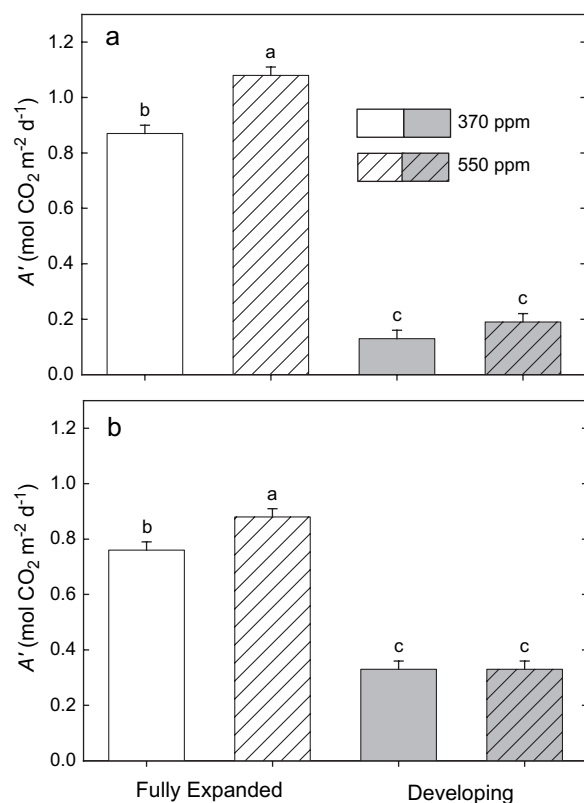 a
1.2
1.0
0.8
0.6
0.4
0.2
0.0
A′ (mol CO₂ m⁻² d⁻¹)
b
a
c
c
370 ppm
550 ppm
b
1.2
1.0
0.8
0.6
0.4
0.2
0.0
A′ (mol CO₂ m⁻² d⁻¹)
b
a
c
c
Fully Expanded
Developing